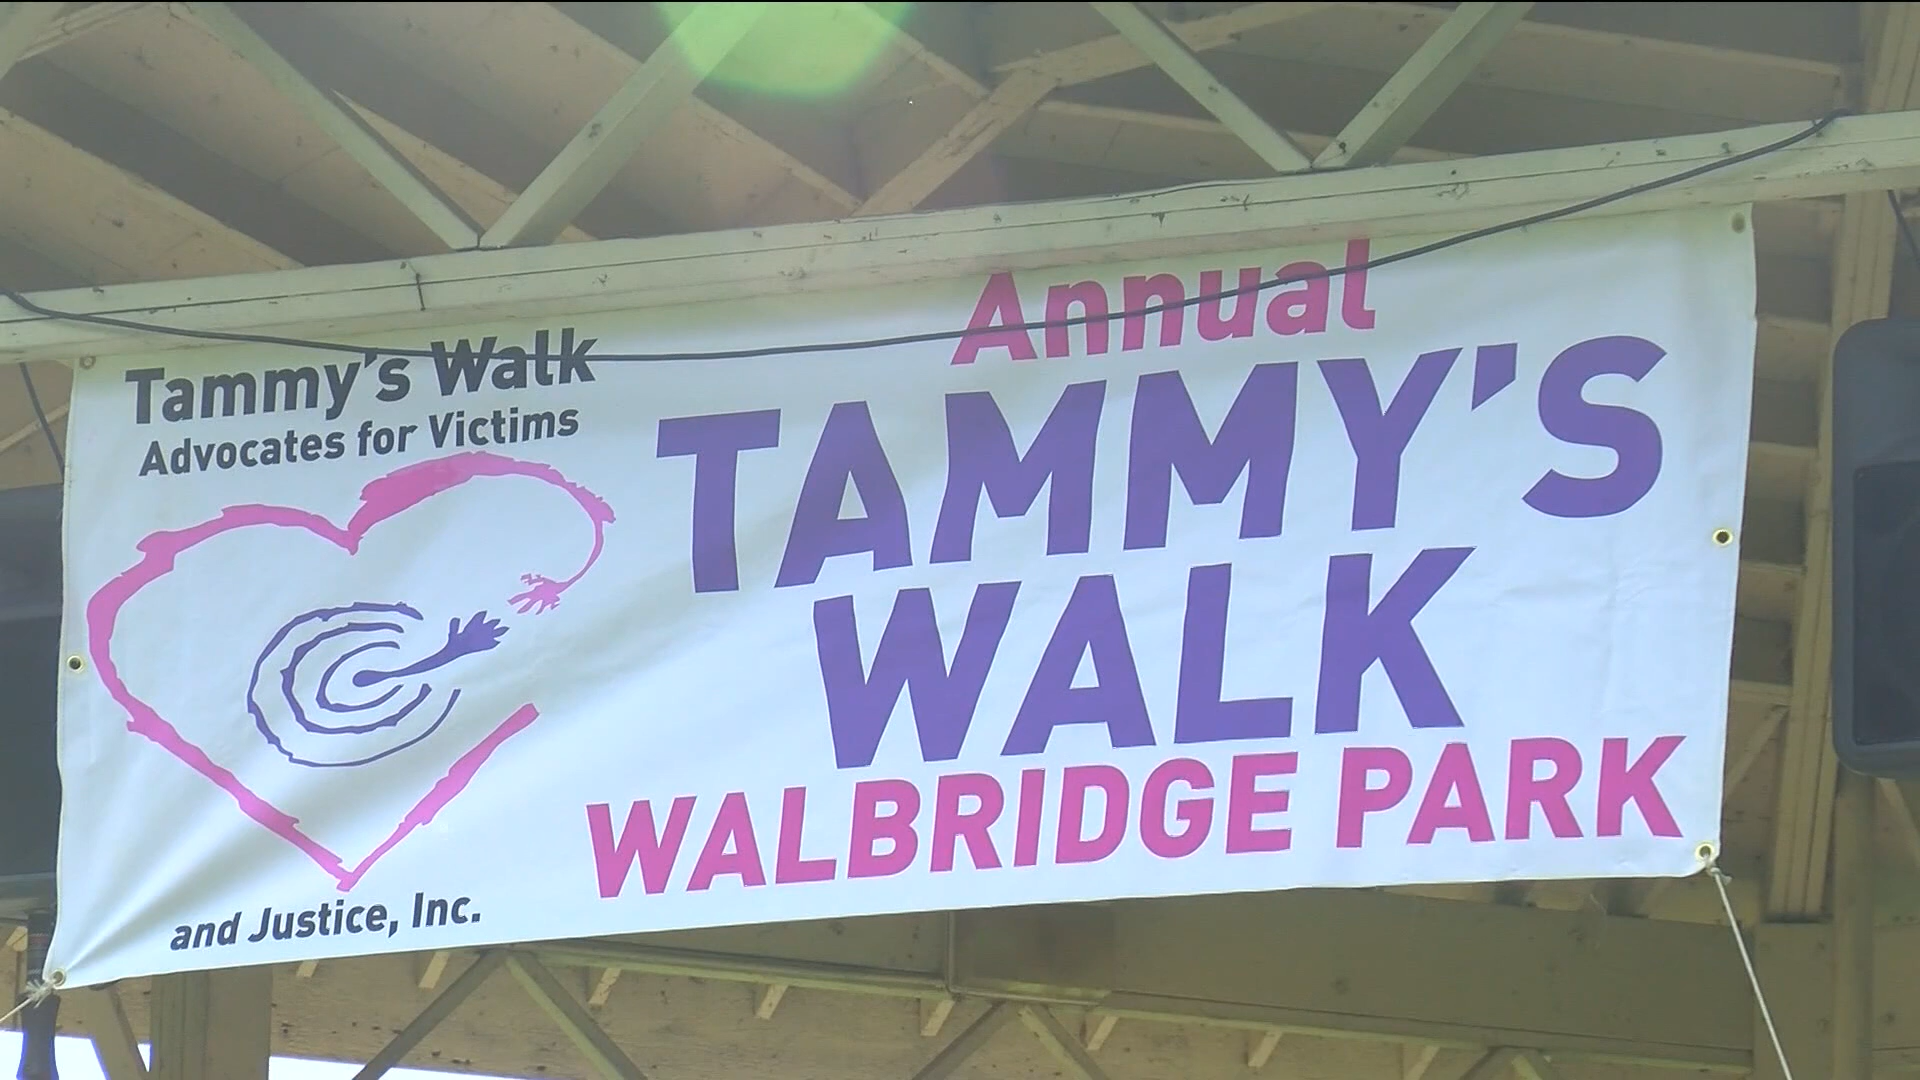 Tammy's Walk
Advocates for Victims
and Justice, Inc.
Annual
TAMMY'S
WALK
WALBRIDGE PARK